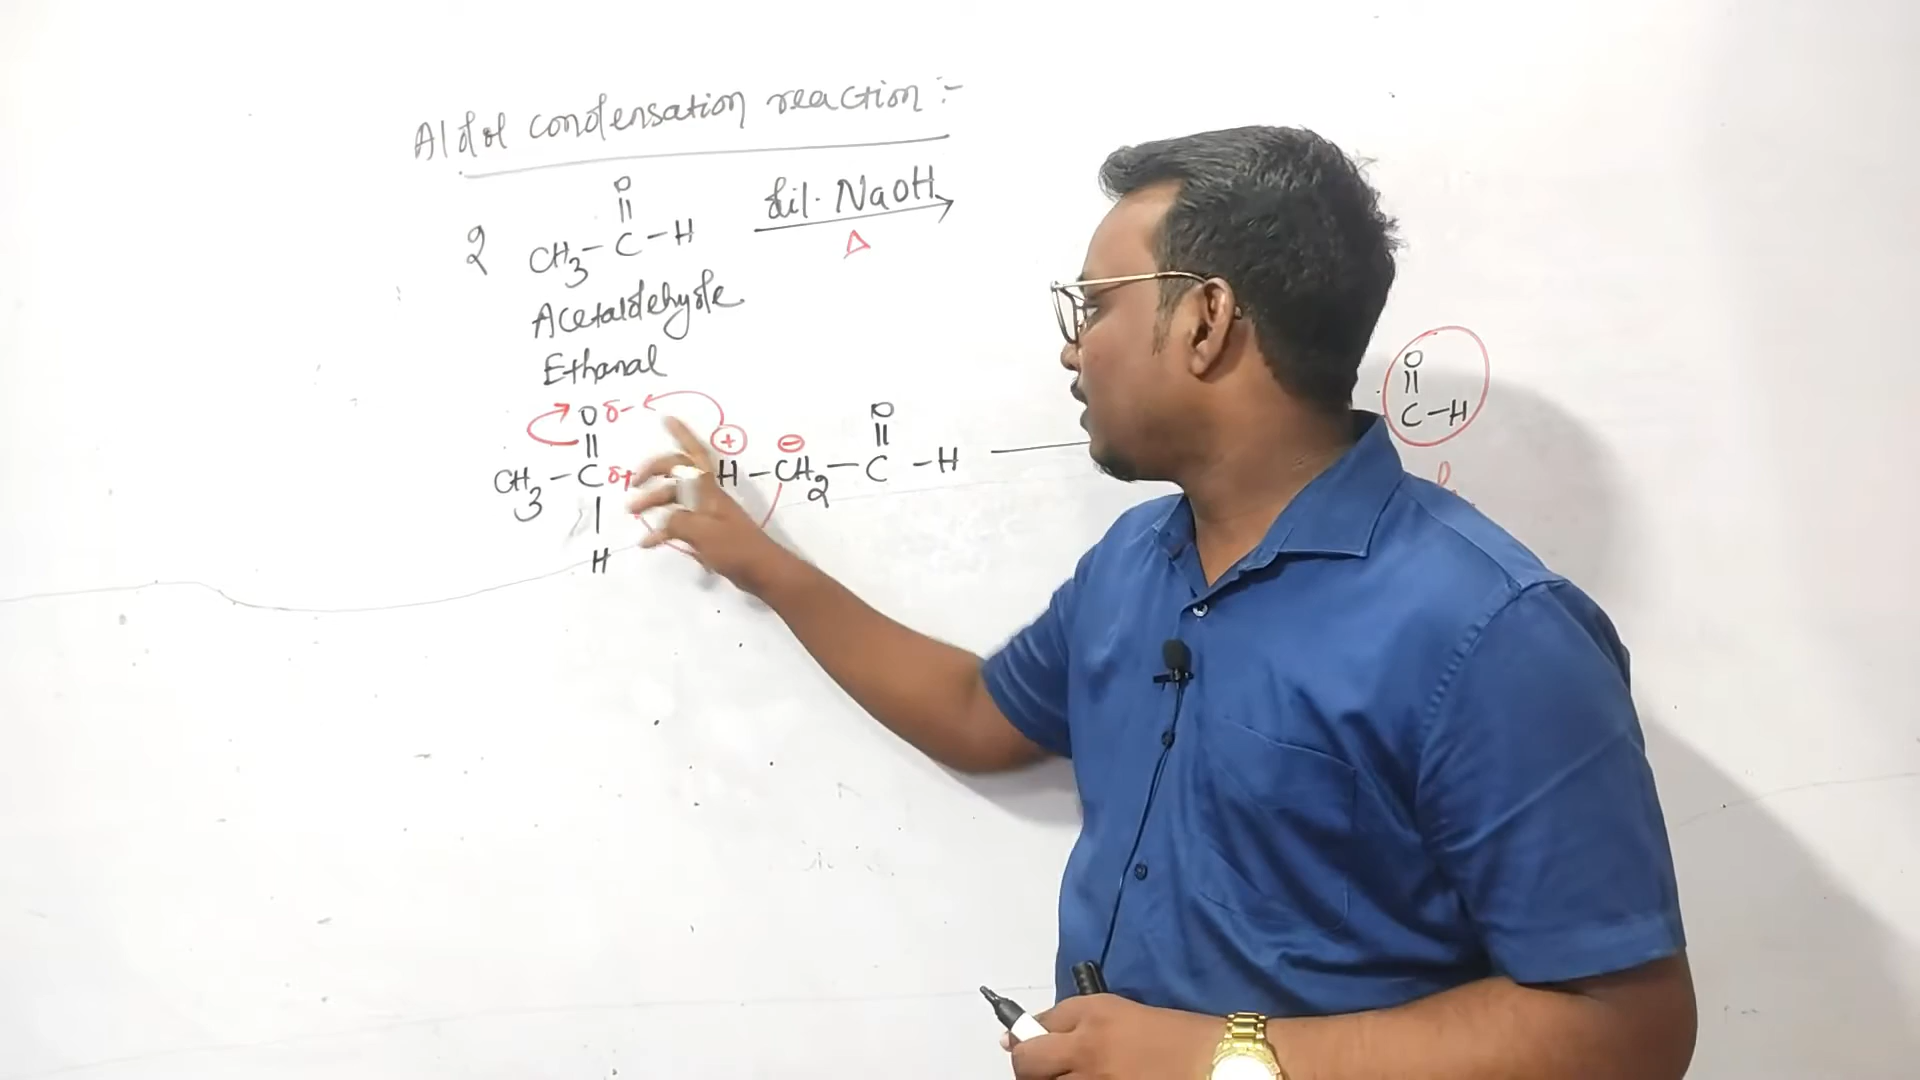 Aldol condensation reaction :-
O
||
2 CH3 – C – H dil. NaOH
Δ
Acetaldehyde
Ethanal
O δ-
||
CH3 – C δ+
|
H
O
||
H – CH2 – C – H
+ -
O
||
C – H